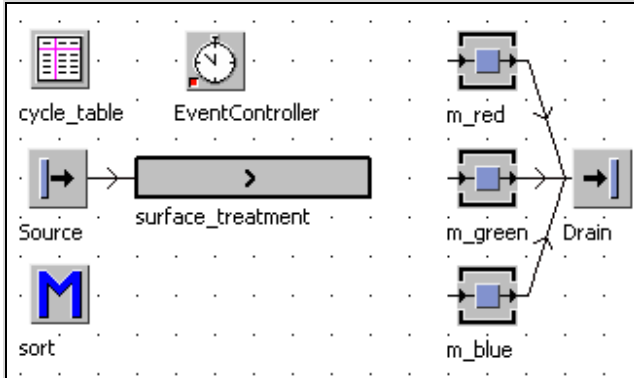 cycle_table EventController m_red
Source surface_treatment m_green Drain
sort m_blue